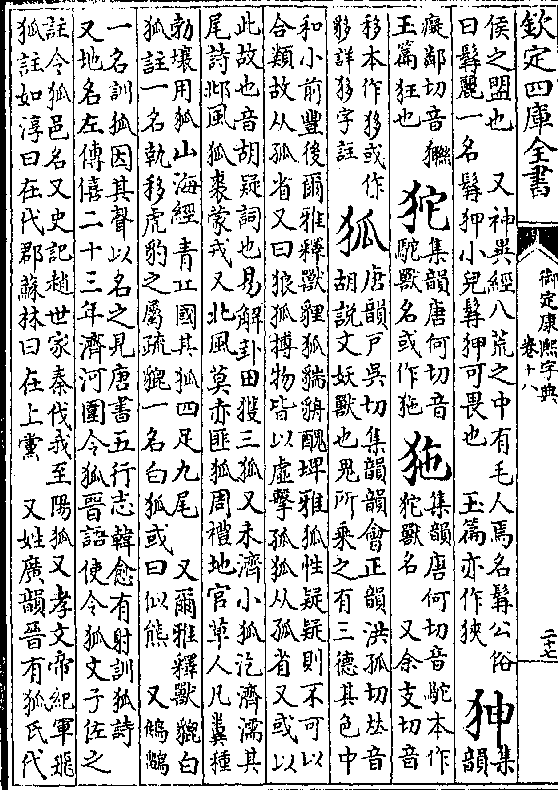 欽定四庫全書
御定康熙字典
卷十八
二十七
侯之盟也 又神異經八荒之中有毛人焉名髯公俗
曰髯麗一名髯狎小兒髯狎可畏也 玉篇亦作狹
集
韻
癡鄰切音
玉篇狂也
集韻唐何切音
駝獸名或作
集韻唐何切音駝本作
獸名 又余支切音
移本作 或作
詳 字註
狐
唐韻戸吳切集韻韻會正韻洪孤切𠀤音
胡說文妖獸也鬼所乘之有三德其色中
和小前豐後爾雅釋獸貍狐貒貈醜埤雅狐性疑疑則不可以
合類故从孤省又曰狼狐搏物皆以虛擊孤狐从孤省又或以
此故也音胡疑詞也易解卦田獲三狐又未濟小狐汔濟濡其
尾詩邶風狐裘蒙戎又北風莫赤匪狐周禮地官草人凡糞種
勃壤用狐山海經青丘國其狐四足九尾 又爾雅釋獸貔白
狐註一名執移虎豹之屬疏貔一名白狐或曰似熊 又鵂鶹
一名訓狐因其聲以名之見唐書五行志韓愈有射訓狐詩
又地名左傳僖二十三年濟河圍令狐晉語使令狐文子佐之
註令狐邑名又史記趙世家秦伐我至陽狐又孝文帝紀軍飛
狐註如淳曰在代郡蘇林曰在上黨 又姓廣韻晉有狐氏代